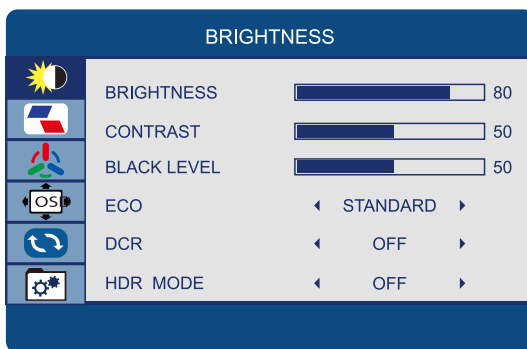 BRIGHTNESS
BRIGHTNESS 80
CONTRAST 50
BLACK LEVEL 50
ECO STANDARD
OSD
DCR OFF
HDR MODE OFF